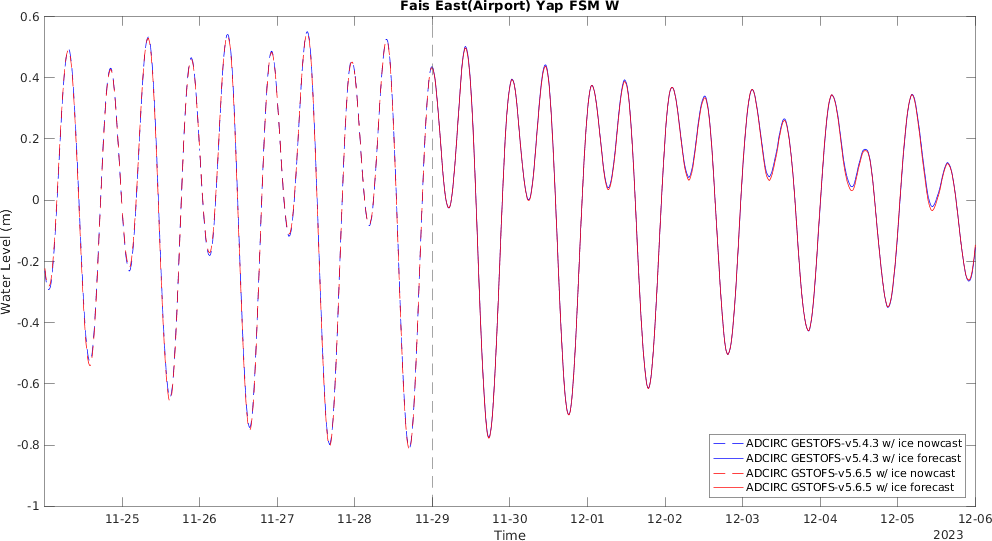 Fais East(Airport) Yap FSM W
0.6
0.4
0.2
0
-0.2
-0.4
-0.6
-0.8
-1
Water Level (m)
ADCIRC GESTOFS-v5.4.3 w/ ice nowcast
ADCIRC GESTOFS-v5.4.3 w/ ice forecast
ADCIRC GSTOFS-v5.6.5 w/ ice nowcast
ADCIRC GSTOFS-v5.6.5 w/ ice forecast
11-25 11-26 11-27 11-28 11-29 11-30 12-01 12-02 12-03 12-04 12-05 12-06
Time
2023